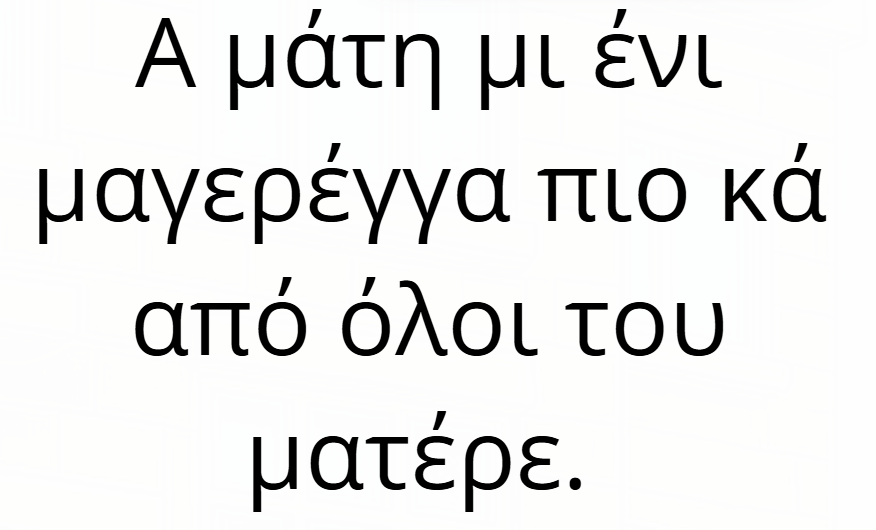 Α μάτη μι ένι
μαγερέγγα πιο κά
από όλοι του
ματέρε.